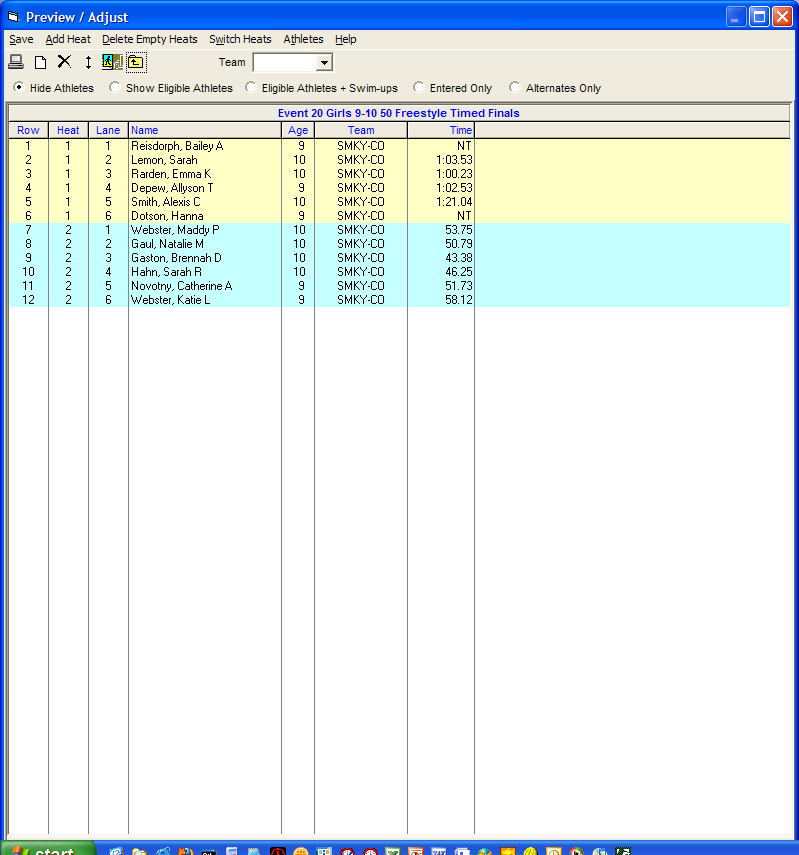 Preview / Adjust
Save Add Heat Delete Empty Heats Switch Heats Athletes Help
Team
Hide Athletes Show Eligible Athletes Eligible Athletes + Swim-ups Entered Only Alternates Only
Event 20 Girls 9-10 50 Freestyle Timed Finals
Row Heat Lane Name Age Team Time
1 1 1 Reisdorph, Bailey A 9 SMKY-CO NT
2 1 2 Lemon, Sarah 10 SMKY-CO 1:03.53
3 1 3 Rarden, Emma K 10 SMKY-CO 1:00.23
4 1 4 Depew, Allyson T 10 SMKY-CO 1:02.53
5 1 5 Smith, Alexis C 10 SMKY-CO 1:21.04
6 1 6 Dotson, Hanna 9 SMKY-CO NT
7 2 1 Webster, Maddy P 10 SMKY-CO 53.75
8 2 2 Gaul, Natalie M 10 SMKY-CO 50.79
9 2 3 Gaston, Brennah D 10 SMKY-CO 43.38
10 2 4 Hahn, Sarah R 10 SMKY-CO 46.25
11 2 5 Novotny, Catherine A 9 SMKY-CO 51.73
12 2 6 Webster, Katie L 9 SMKY-CO 58.12
start